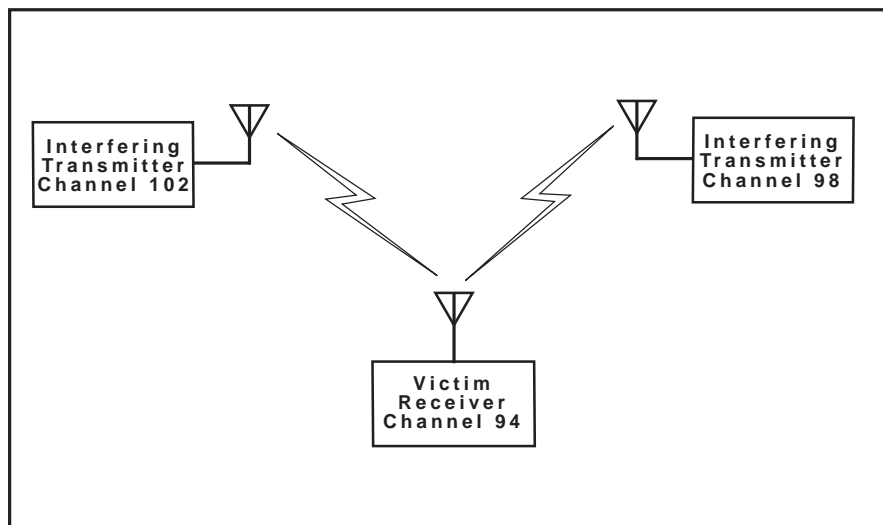 Interfering
Transmitter
Channel 102
Interfering
Transmitter
Channel 98
Victim
Receiver
Channel 94